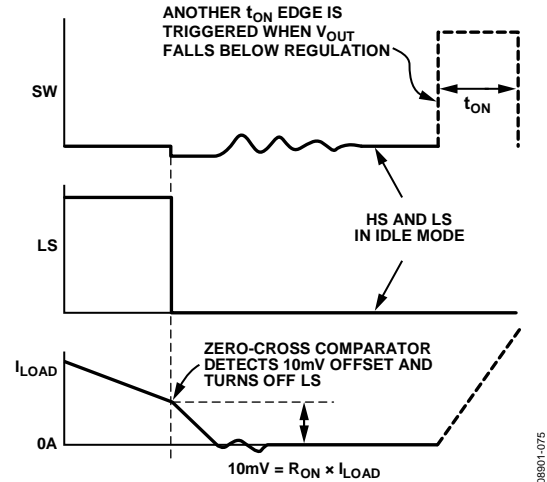 ANOTHER tON EDGE IS
TRIGGERED WHEN VOUT
FALLS BELOW REGULATION
SW
tON
HS AND LS
IN IDLE MODE
LS
ZERO-CROSS COMPARATOR
DETECTS 10mV OFFSET AND
TURNS OFF LS
ILOAD
0A
10mV = RON × ILOAD
08901-075